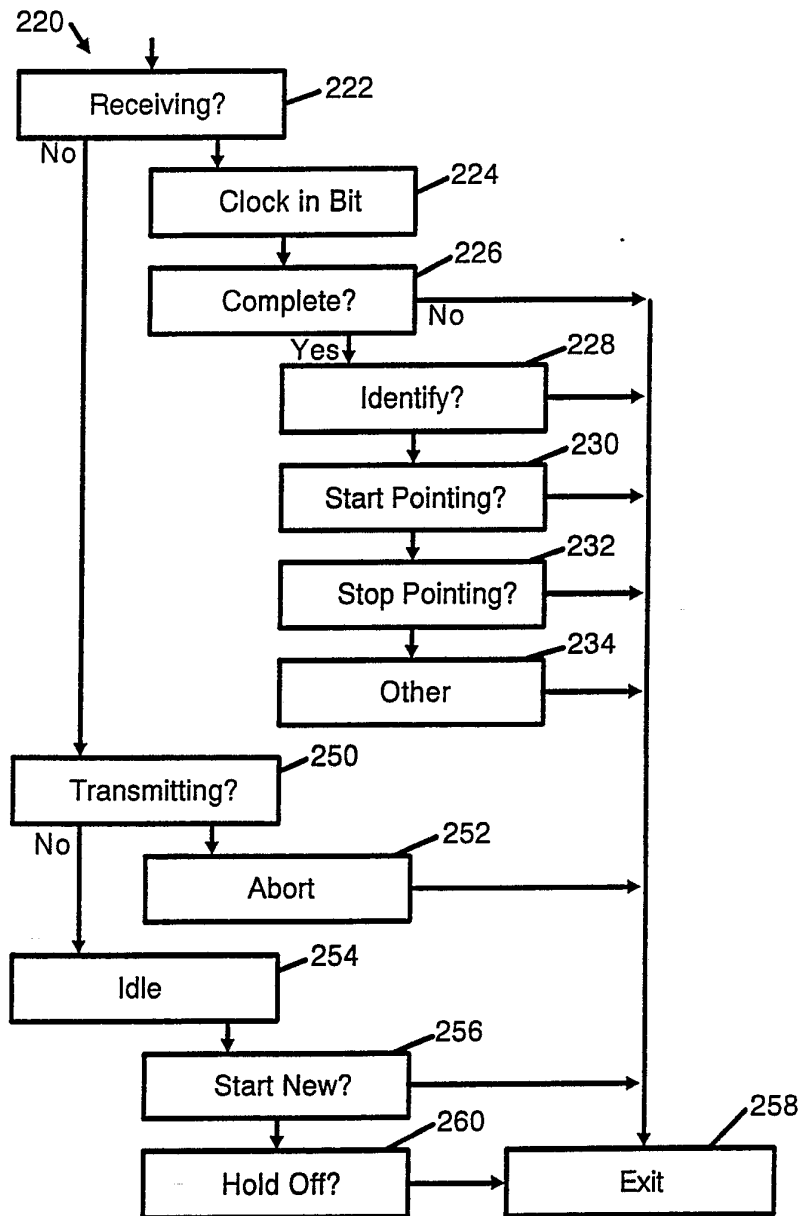 220
Receiving?
222
No
Clock in Bit
224
Complete?
226
No
Yes
Identify?
228
Start Pointing?
230
Stop Pointing?
232
Other
234
Transmitting?
250
No
Abort
252
Idle
254
Start New?
256
Hold Off?
260
Exit
258